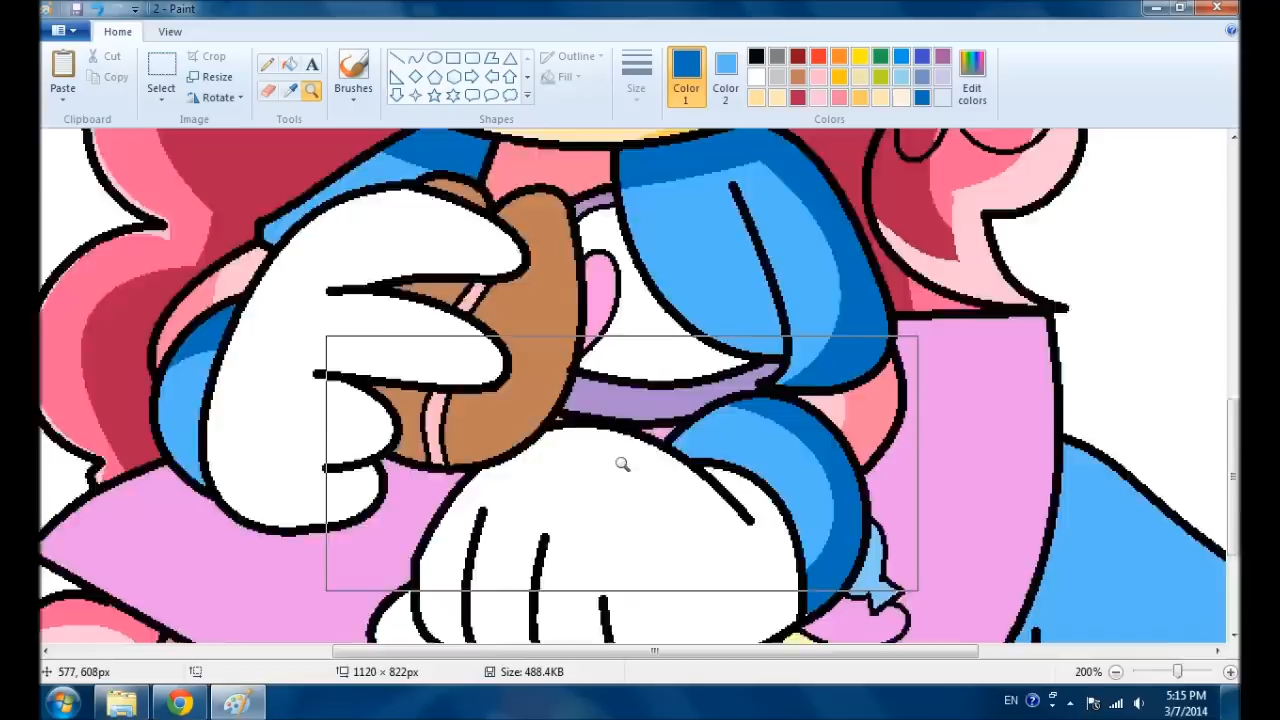 2 - Paint
Home View
Paste
Cut
Copy
Clipboard
Select
Crop
Resize
Rotate
Image
A
Tools
Brushes
Shapes
Outline
Fill
Size
Color 1
Color 2
Colors
Edit colors
577, 608px
1120 × 822px
Size: 488.4KB
200%
EN
5:15 PM
3/7/2014